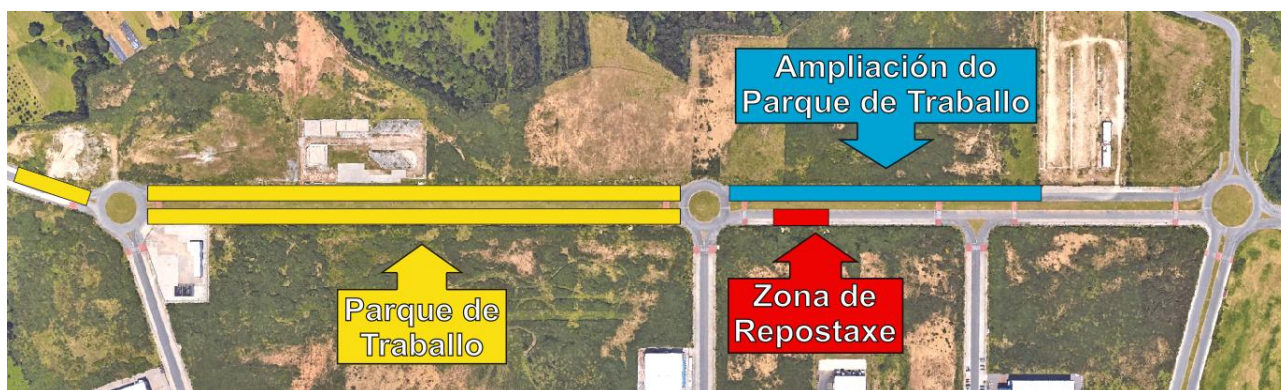 Ampliación do
Parque de Traballo
Parque de
Traballo
Zona de
Repostaxe